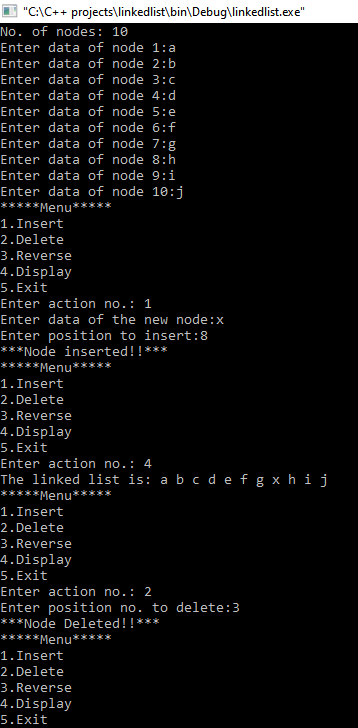 "C:\C++ projects\linkedlist\bin\Debug\linkedlist.exe"
No. of nodes: 10
Enter data of node 1:a
Enter data of node 2:b
Enter data of node 3:c
Enter data of node 4:d
Enter data of node 5:e
Enter data of node 6:f
Enter data of node 7:g
Enter data of node 8:h
Enter data of node 9:i
Enter data of node 10:j
*****Menu*****
1.Insert
2.Delete
3.Reverse
4.Display
5.Exit
Enter action no.: 1
Enter data of the new node:x
Enter position to insert:8
***Node inserted!!***
*****Menu*****
1.Insert
2.Delete
3.Reverse
4.Display
5.Exit
Enter action no.: 4
The linked list is: a b c d e f g x h i j
*****Menu*****
1.Insert
2.Delete
3.Reverse
4.Display
5.Exit
Enter action no.: 2
Enter position no. to delete:3
***Node Deleted!!***
*****Menu*****
1.Insert
2.Delete
3.Reverse
4.Display
5.Exit